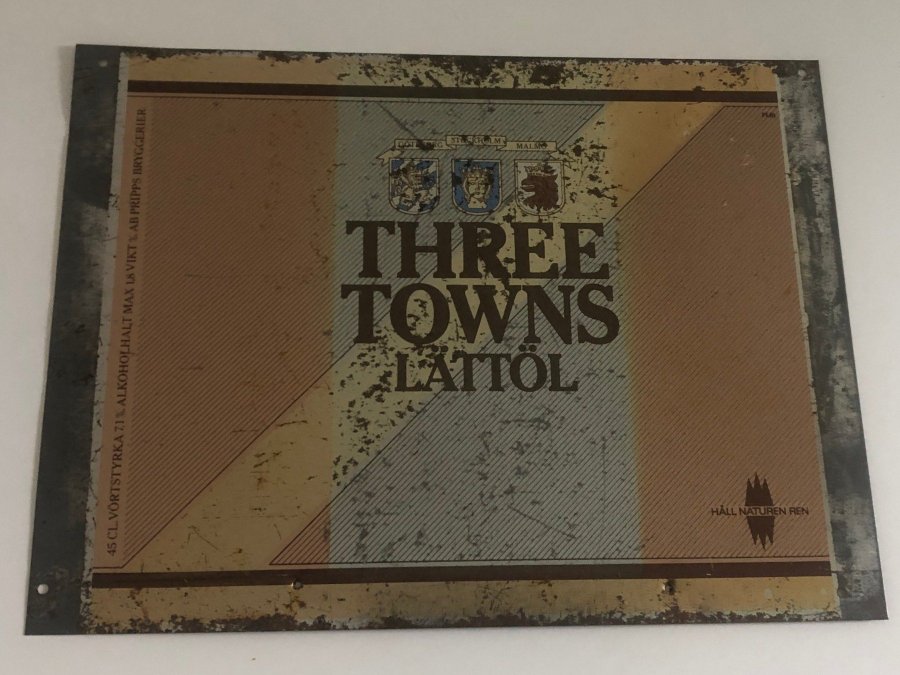 GÖTEBORG STOCKHOLM MALMÖ
THREE
TOWNS
LÄTTÖL
45 CL. VÖRTSTYRKA 7,1 %. ALKOHOLHALT MAX 1,8 VIKT %. AB PRIPPS BRYGGERIER
HÅLL NATUREN REN